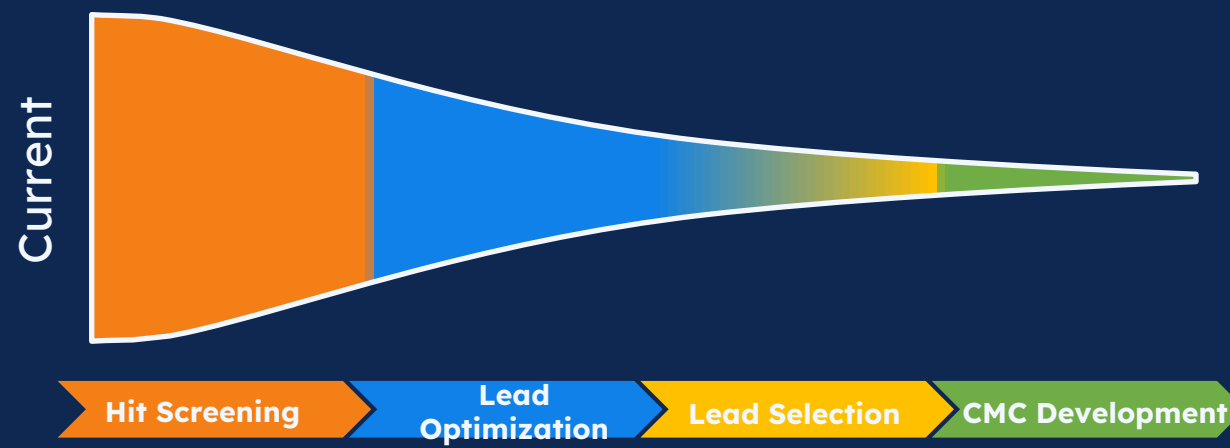 Current
Hit Screening
Lead
Optimization
Lead Selection
CMC Development